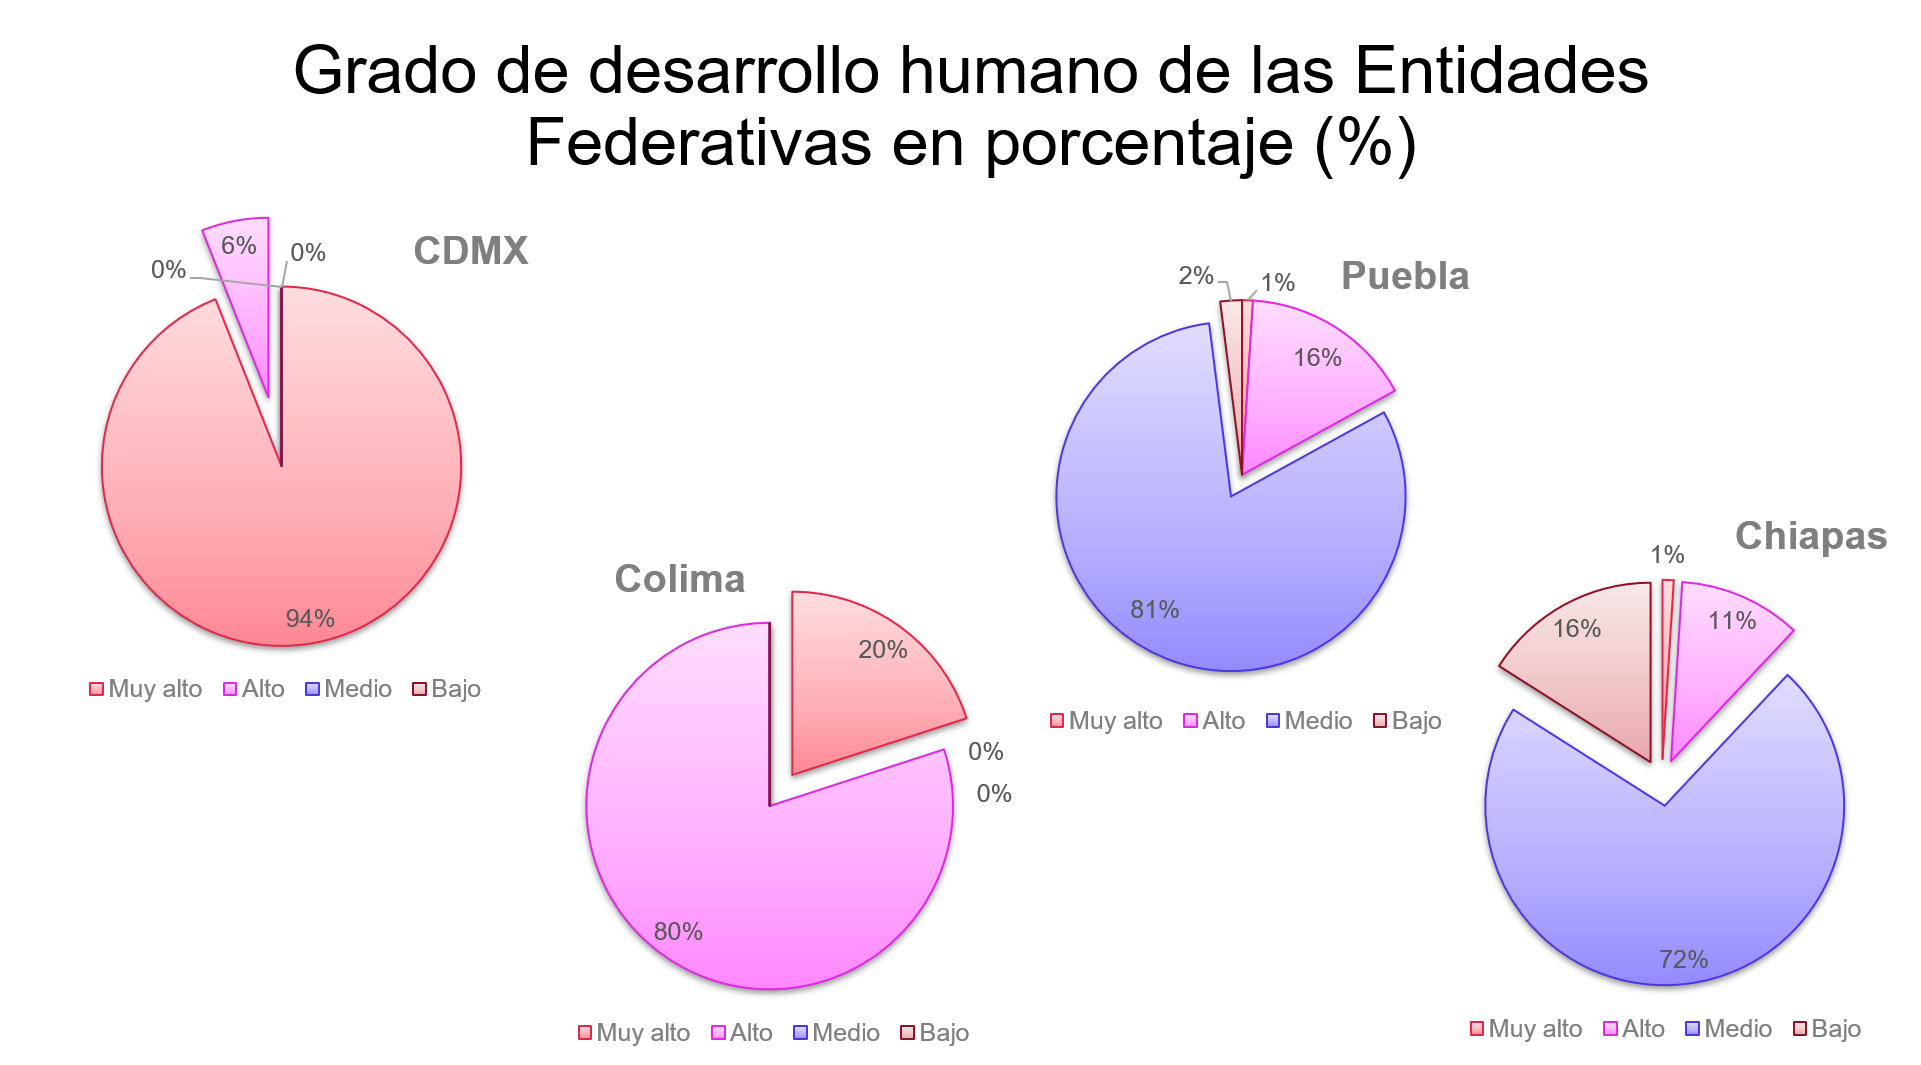 Grado de desarrollo humano de las Entidades
Federativas en porcentaje (%)
CDMX
6%
0%
0%
94%
Muy alto Alto Medio Bajo
Colima
20%
0%
0%
80%
Muy alto Alto Medio Bajo
Puebla
2%
1%
16%
81%
Muy alto Alto Medio Bajo
Chiapas
1%
11%
16%
72%
Muy alto Alto Medio Bajo